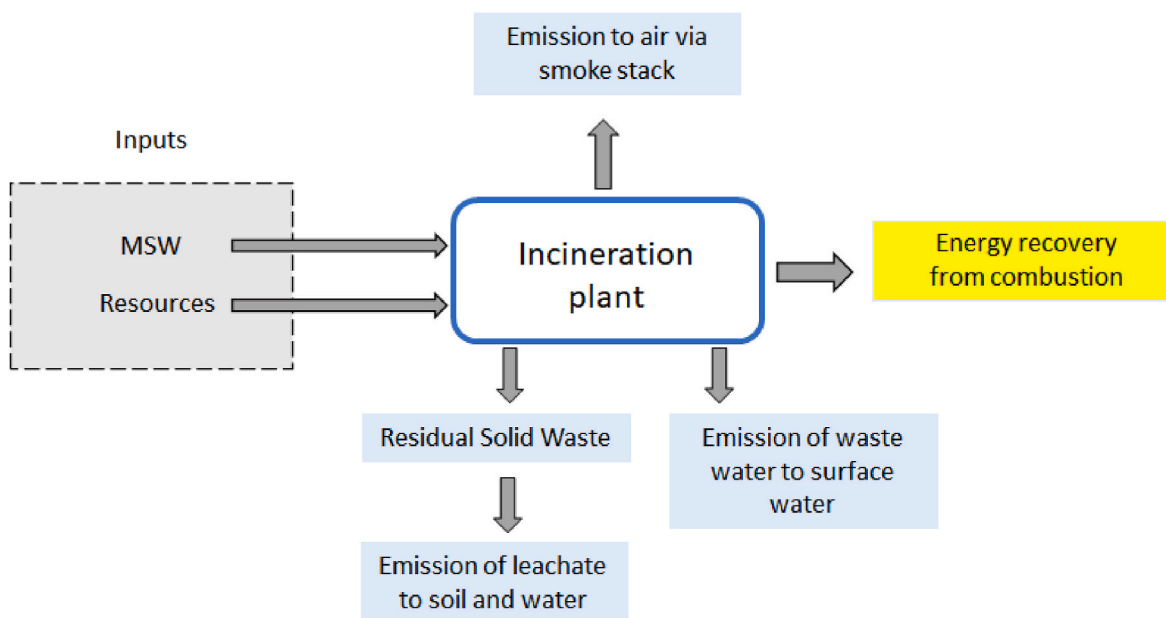 Emission to air via
smoke stack
Inputs
MSW
Resources
Incineration
plant
Energy recovery
from combustion
Residual Solid Waste
Emission of waste
water to surface
water
Emission of leachate
to soil and water